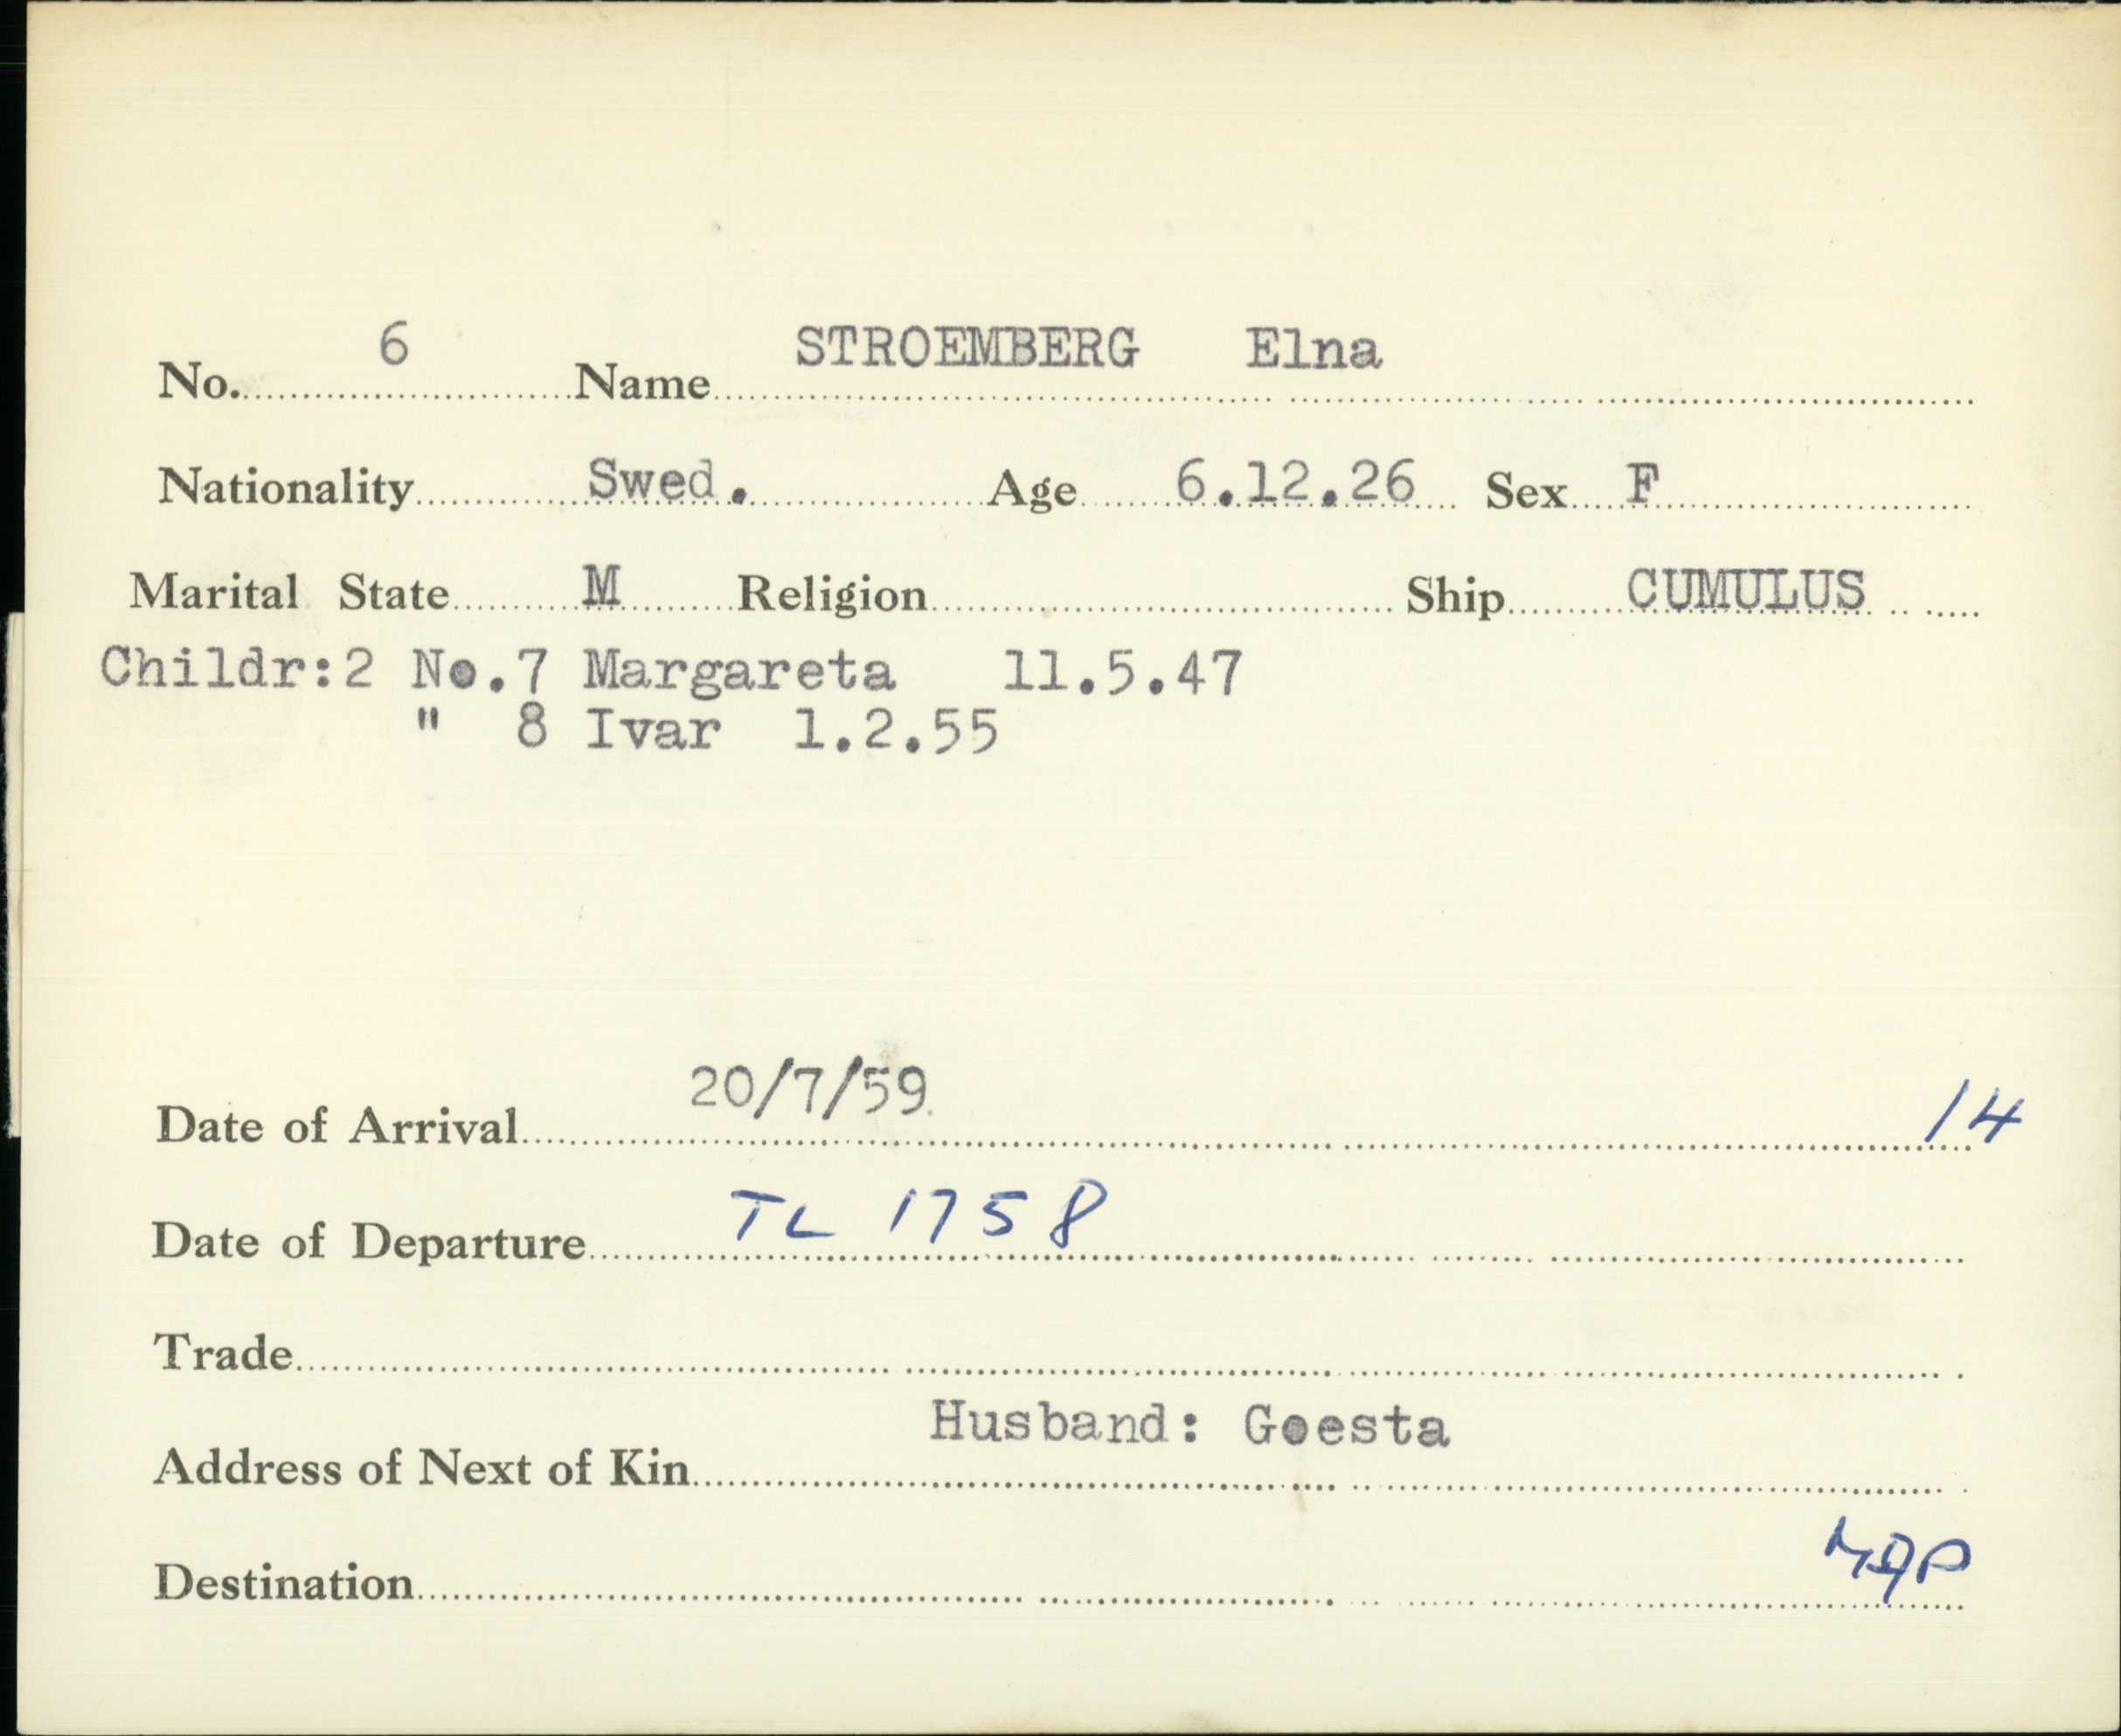 No. 6 Name STROEMBERG Elna
Nationality Swed. Age 6.12.26 Sex F
Marital State M Religion Ship CUMULUS
Childr:2 No.7 Margareta 11.5.47
" 8 Ivar 1.2.55
Date of Arrival 20/7/59. 14
Date of Departure TL 1758
Trade
Address of Next of Kin Husband: Goesta
Destination